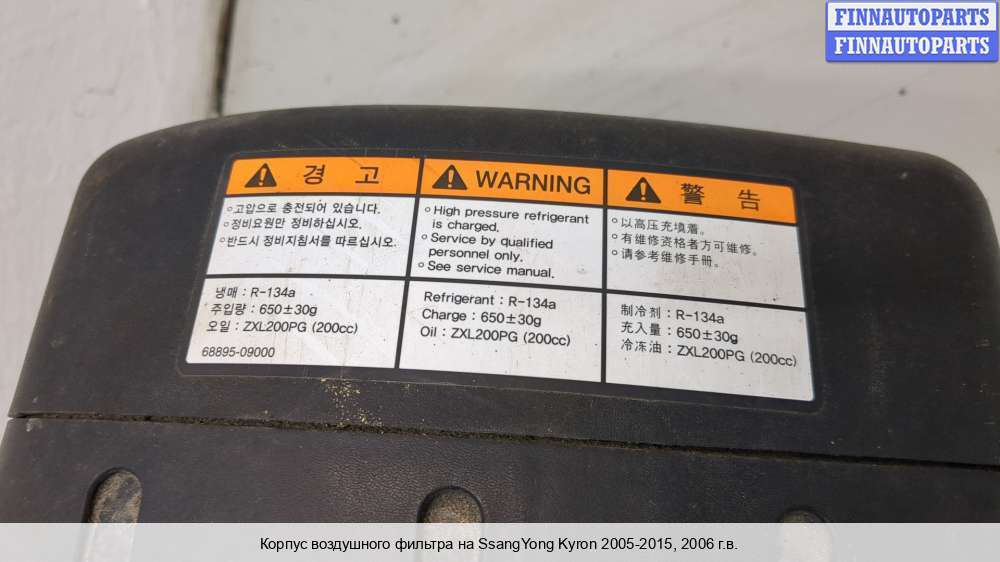 FINNAUTOPARTS
FINNAUTOPARTS
경 고
◦고압으로 충전되어 있습니다.
◦정비요원만 정비하십시오.
◦반드시 정비지침서를 따르십시오.
냉매 : R-134a
주입량 : 650±30g
오일 : ZXL200PG (200cc)
68895-09000
WARNING
◦High pressure refrigerant
is charged.
◦Service by qualified
personnel only.
◦See service manual.
Refrigerant : R-134a
Charge : 650±30g
Oil : ZXL200PG (200cc)
警 告
◦以高压充填着。
◦有维修资格者方可维修。
◦请参考维修手册。
制冷剂 : R-134a
充入量 : 650±30g
冷冻油 : ZXL200PG (200cc)
Корпус воздушного фильтра на SsangYong Kyron 2005-2015, 2006 г.в.